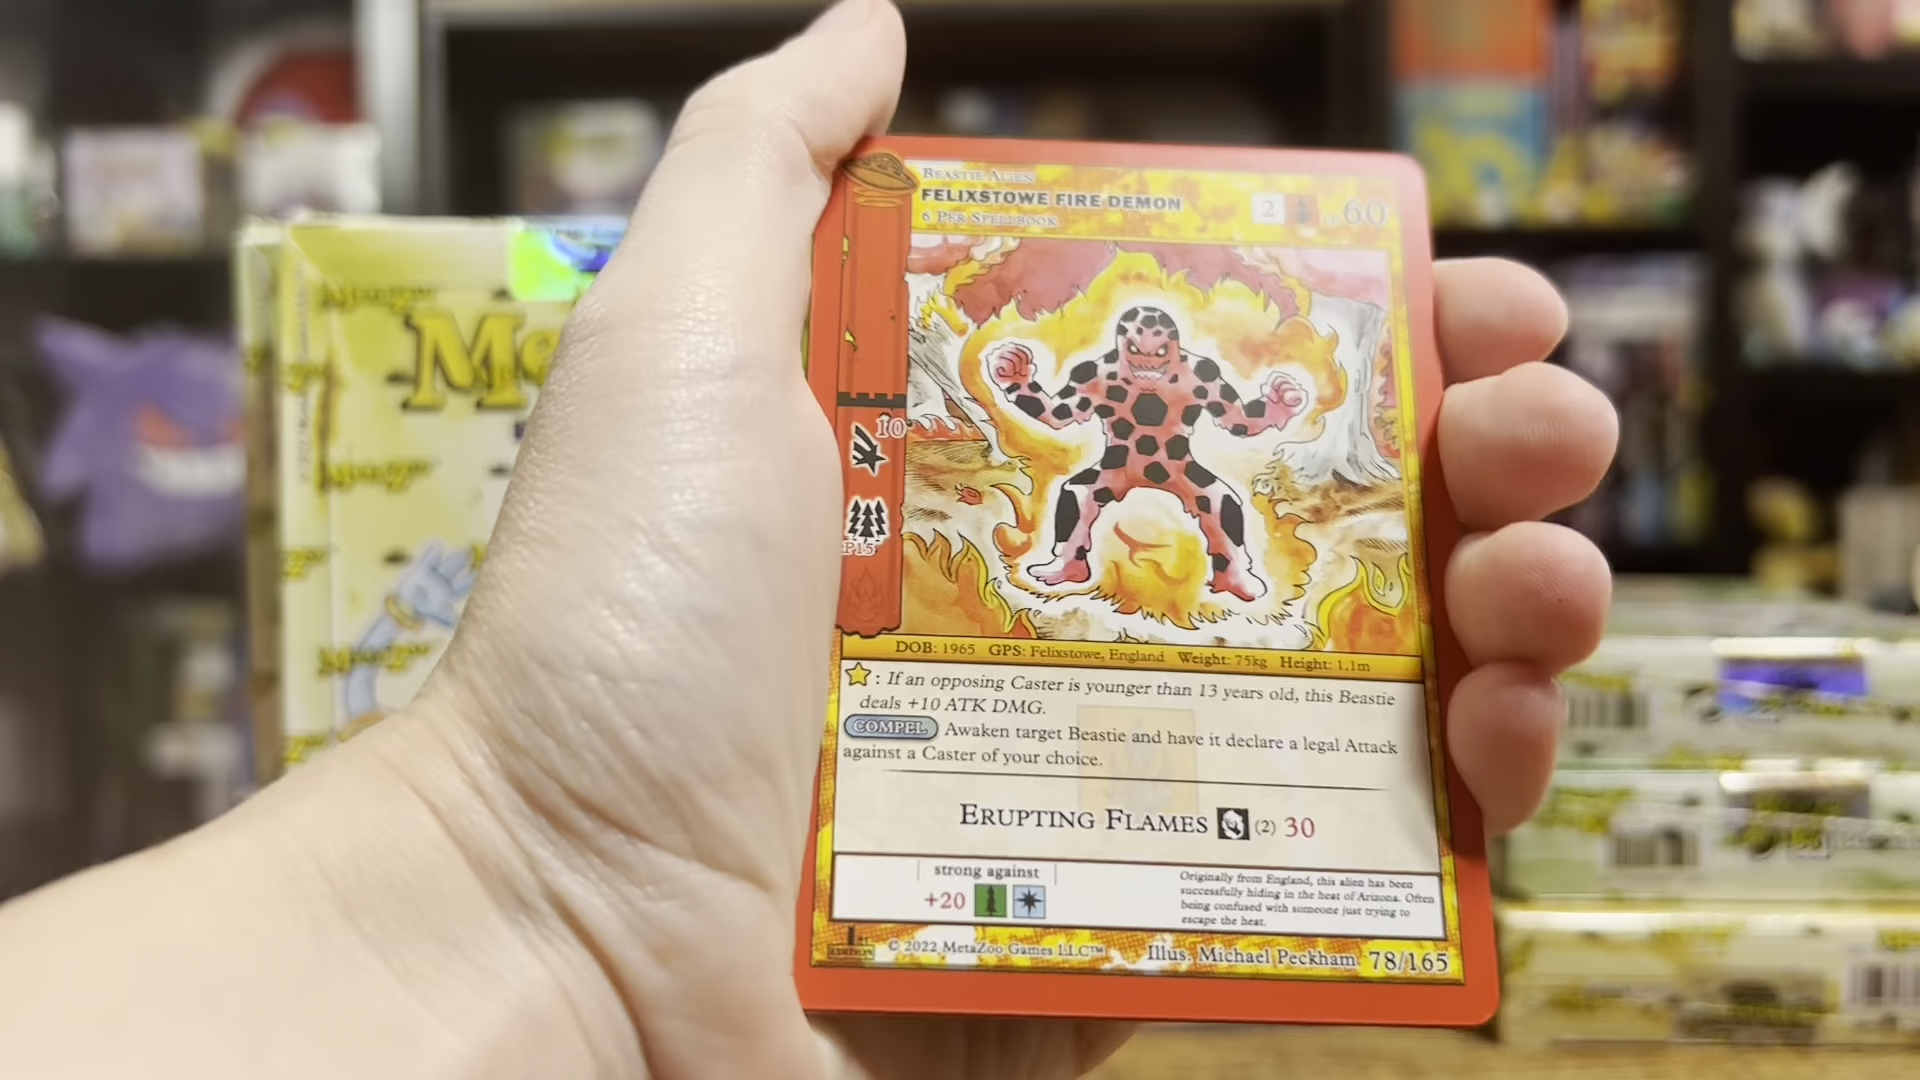 BEASTIE ALIEN
FELIXSTOWE FIRE DEMON
6 PER SPELLBOOK
2
LP60
10
P15
DOB: 1965 GPS: Felixstowe, England Weight: 75kg Height: 1.1m
: If an opposing Caster is younger than 13 years old, this Beastie
deals +10 ATK DMG.
COMPEL Awaken target Beastie and have it declare a legal Attack
against a Caster of your choice.
ERUPTING FLAMES (2) 30
strong against
+20
Originally from England, this alien has been
successfully hiding in the heat of Arizona. Often
being confused with someone just trying to
escape the heat.
1ST
EDITION
© 2022 MetaZoo Games LLC™ Illus. Michael Peckham 78/165
Me